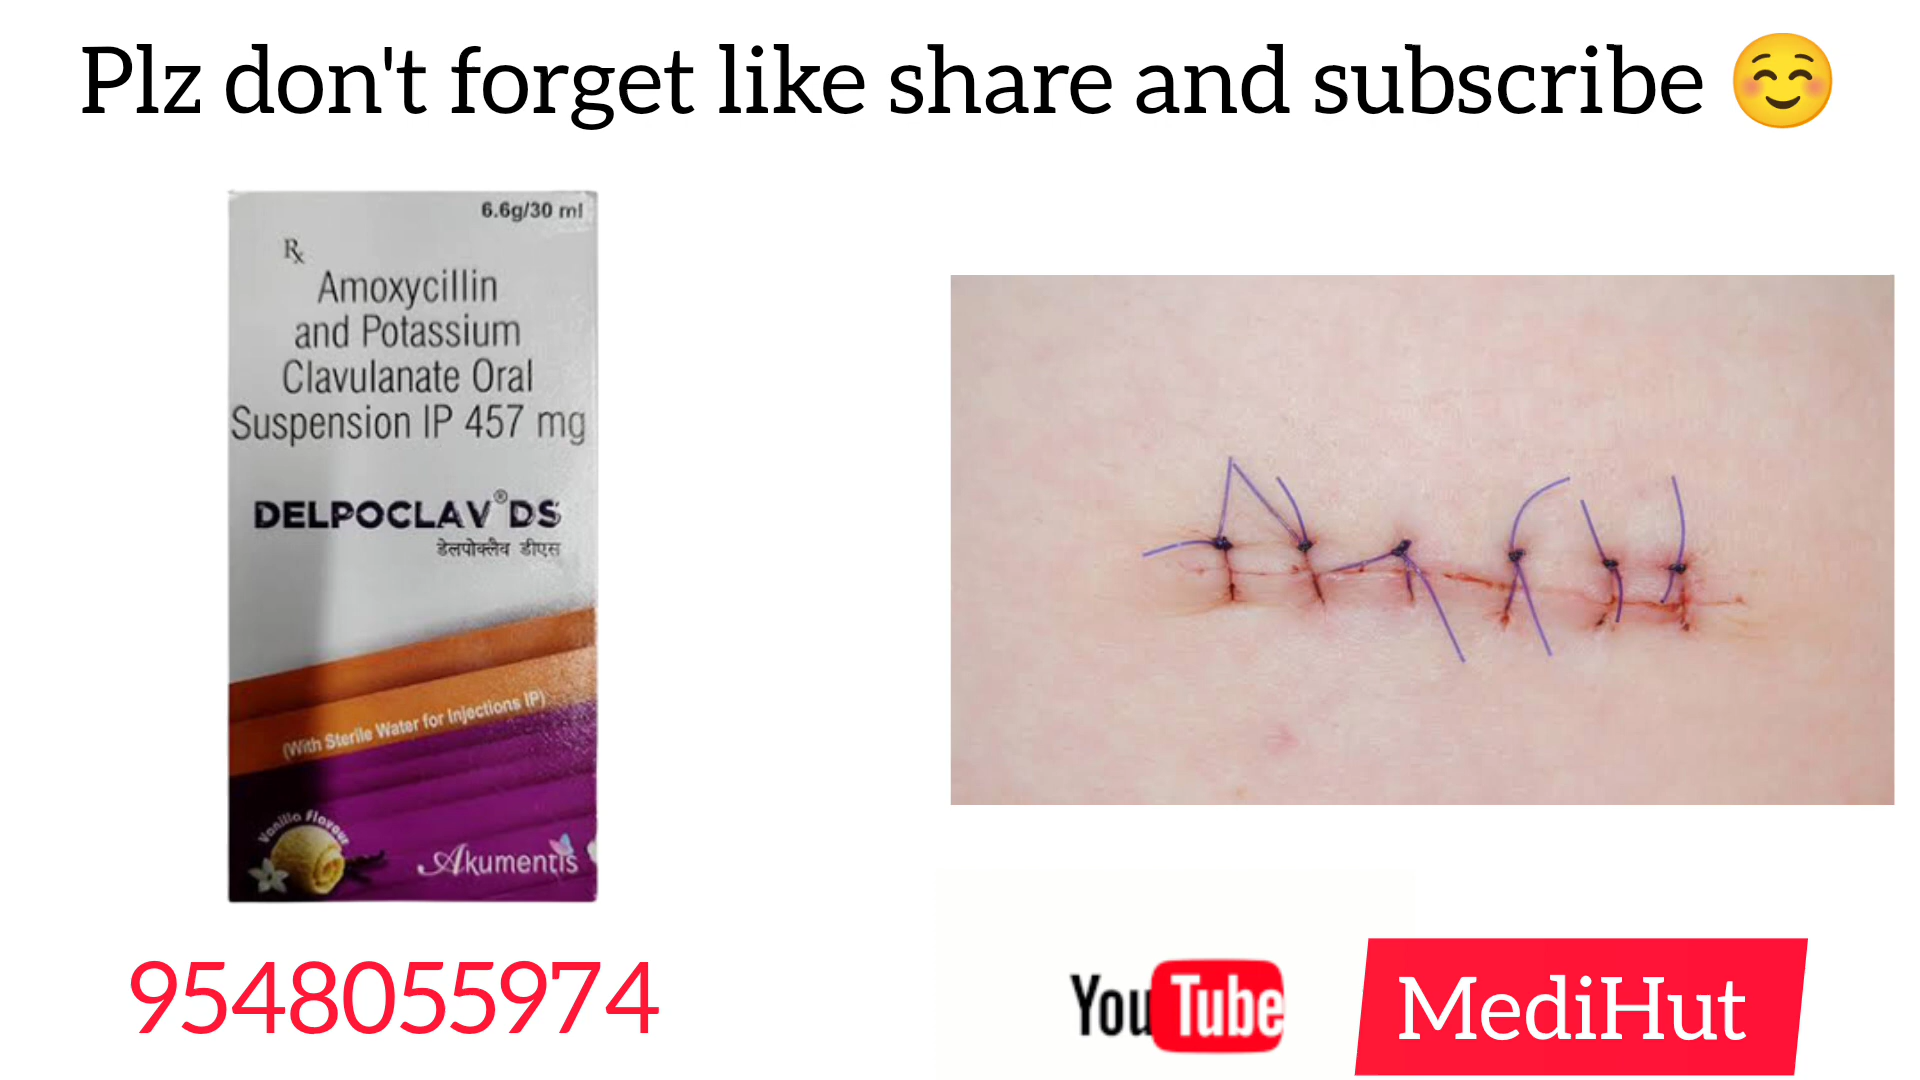 Plz don't forget like share and subscribe ☺️
6.6g/30 ml
Rx
Amoxycillin
and Potassium
Clavulanate Oral
Suspension IP 457 mg
DELPOCLAV® DS
डेलपोक्लैव डीएस
(With Sterile Water for Injections IP)
Vanilla Flavour
Akumentis
9548055974
YouTube
MediHut